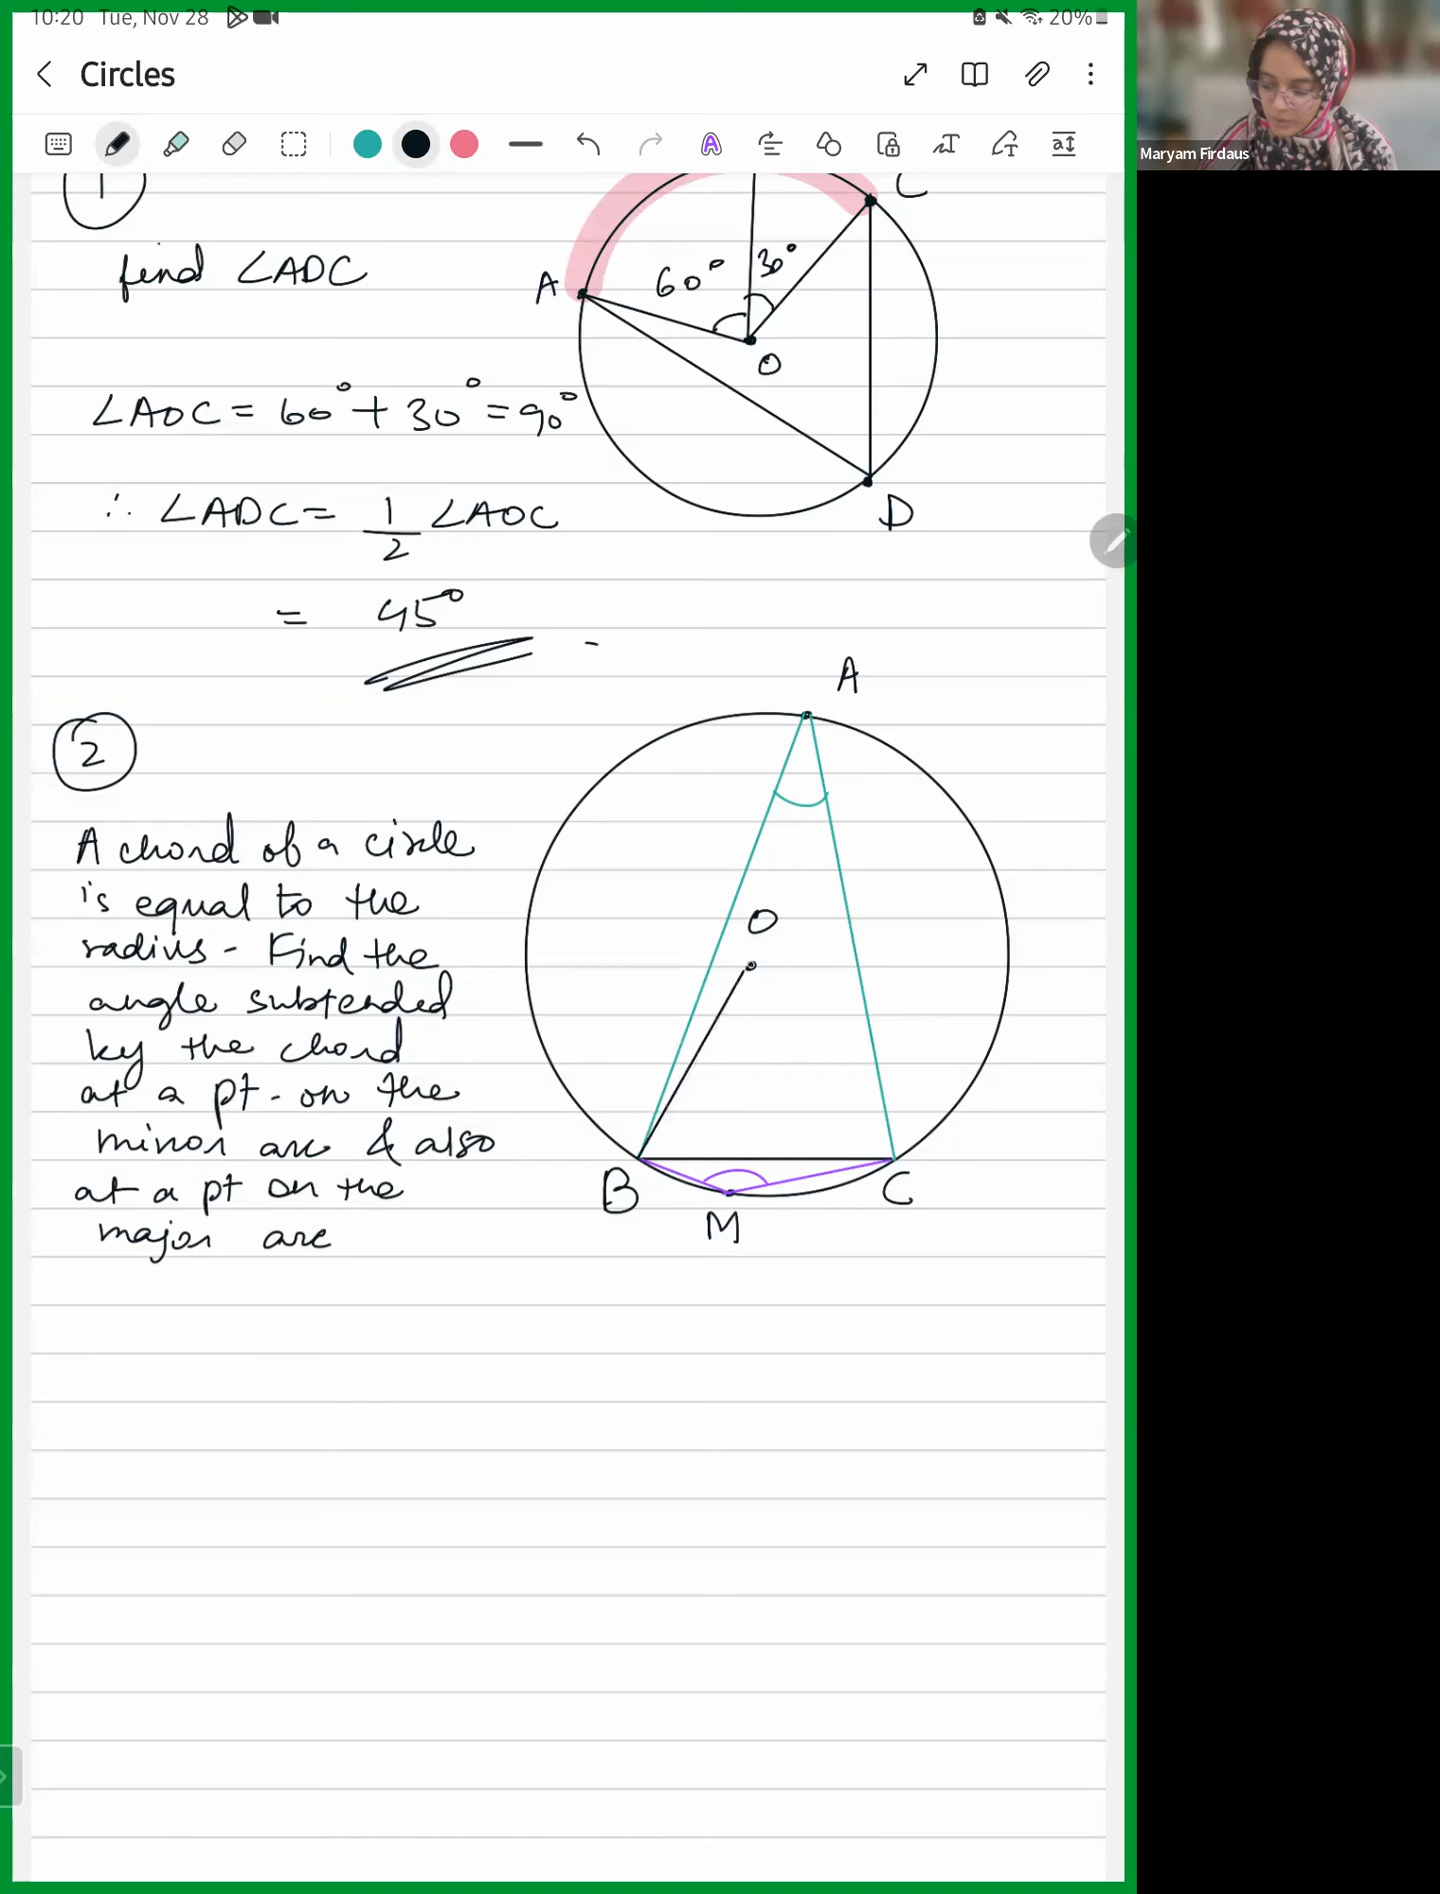 10:20 Tue, Nov 28
20%
Circles
Maryam Firdaus
1
C
find ∠ADC
A
60°
30°
O
∠AOC = 60° + 30° = 90°
∴ ∠ADC = 1/2 ∠AOC
D
= 45°
A
2
A chord of a circle
is equal to the
radius - Find the
angle subtended
by the chord
at a pt - on the
minor arc & also
at a pt on the
major arc
O
B
M
C